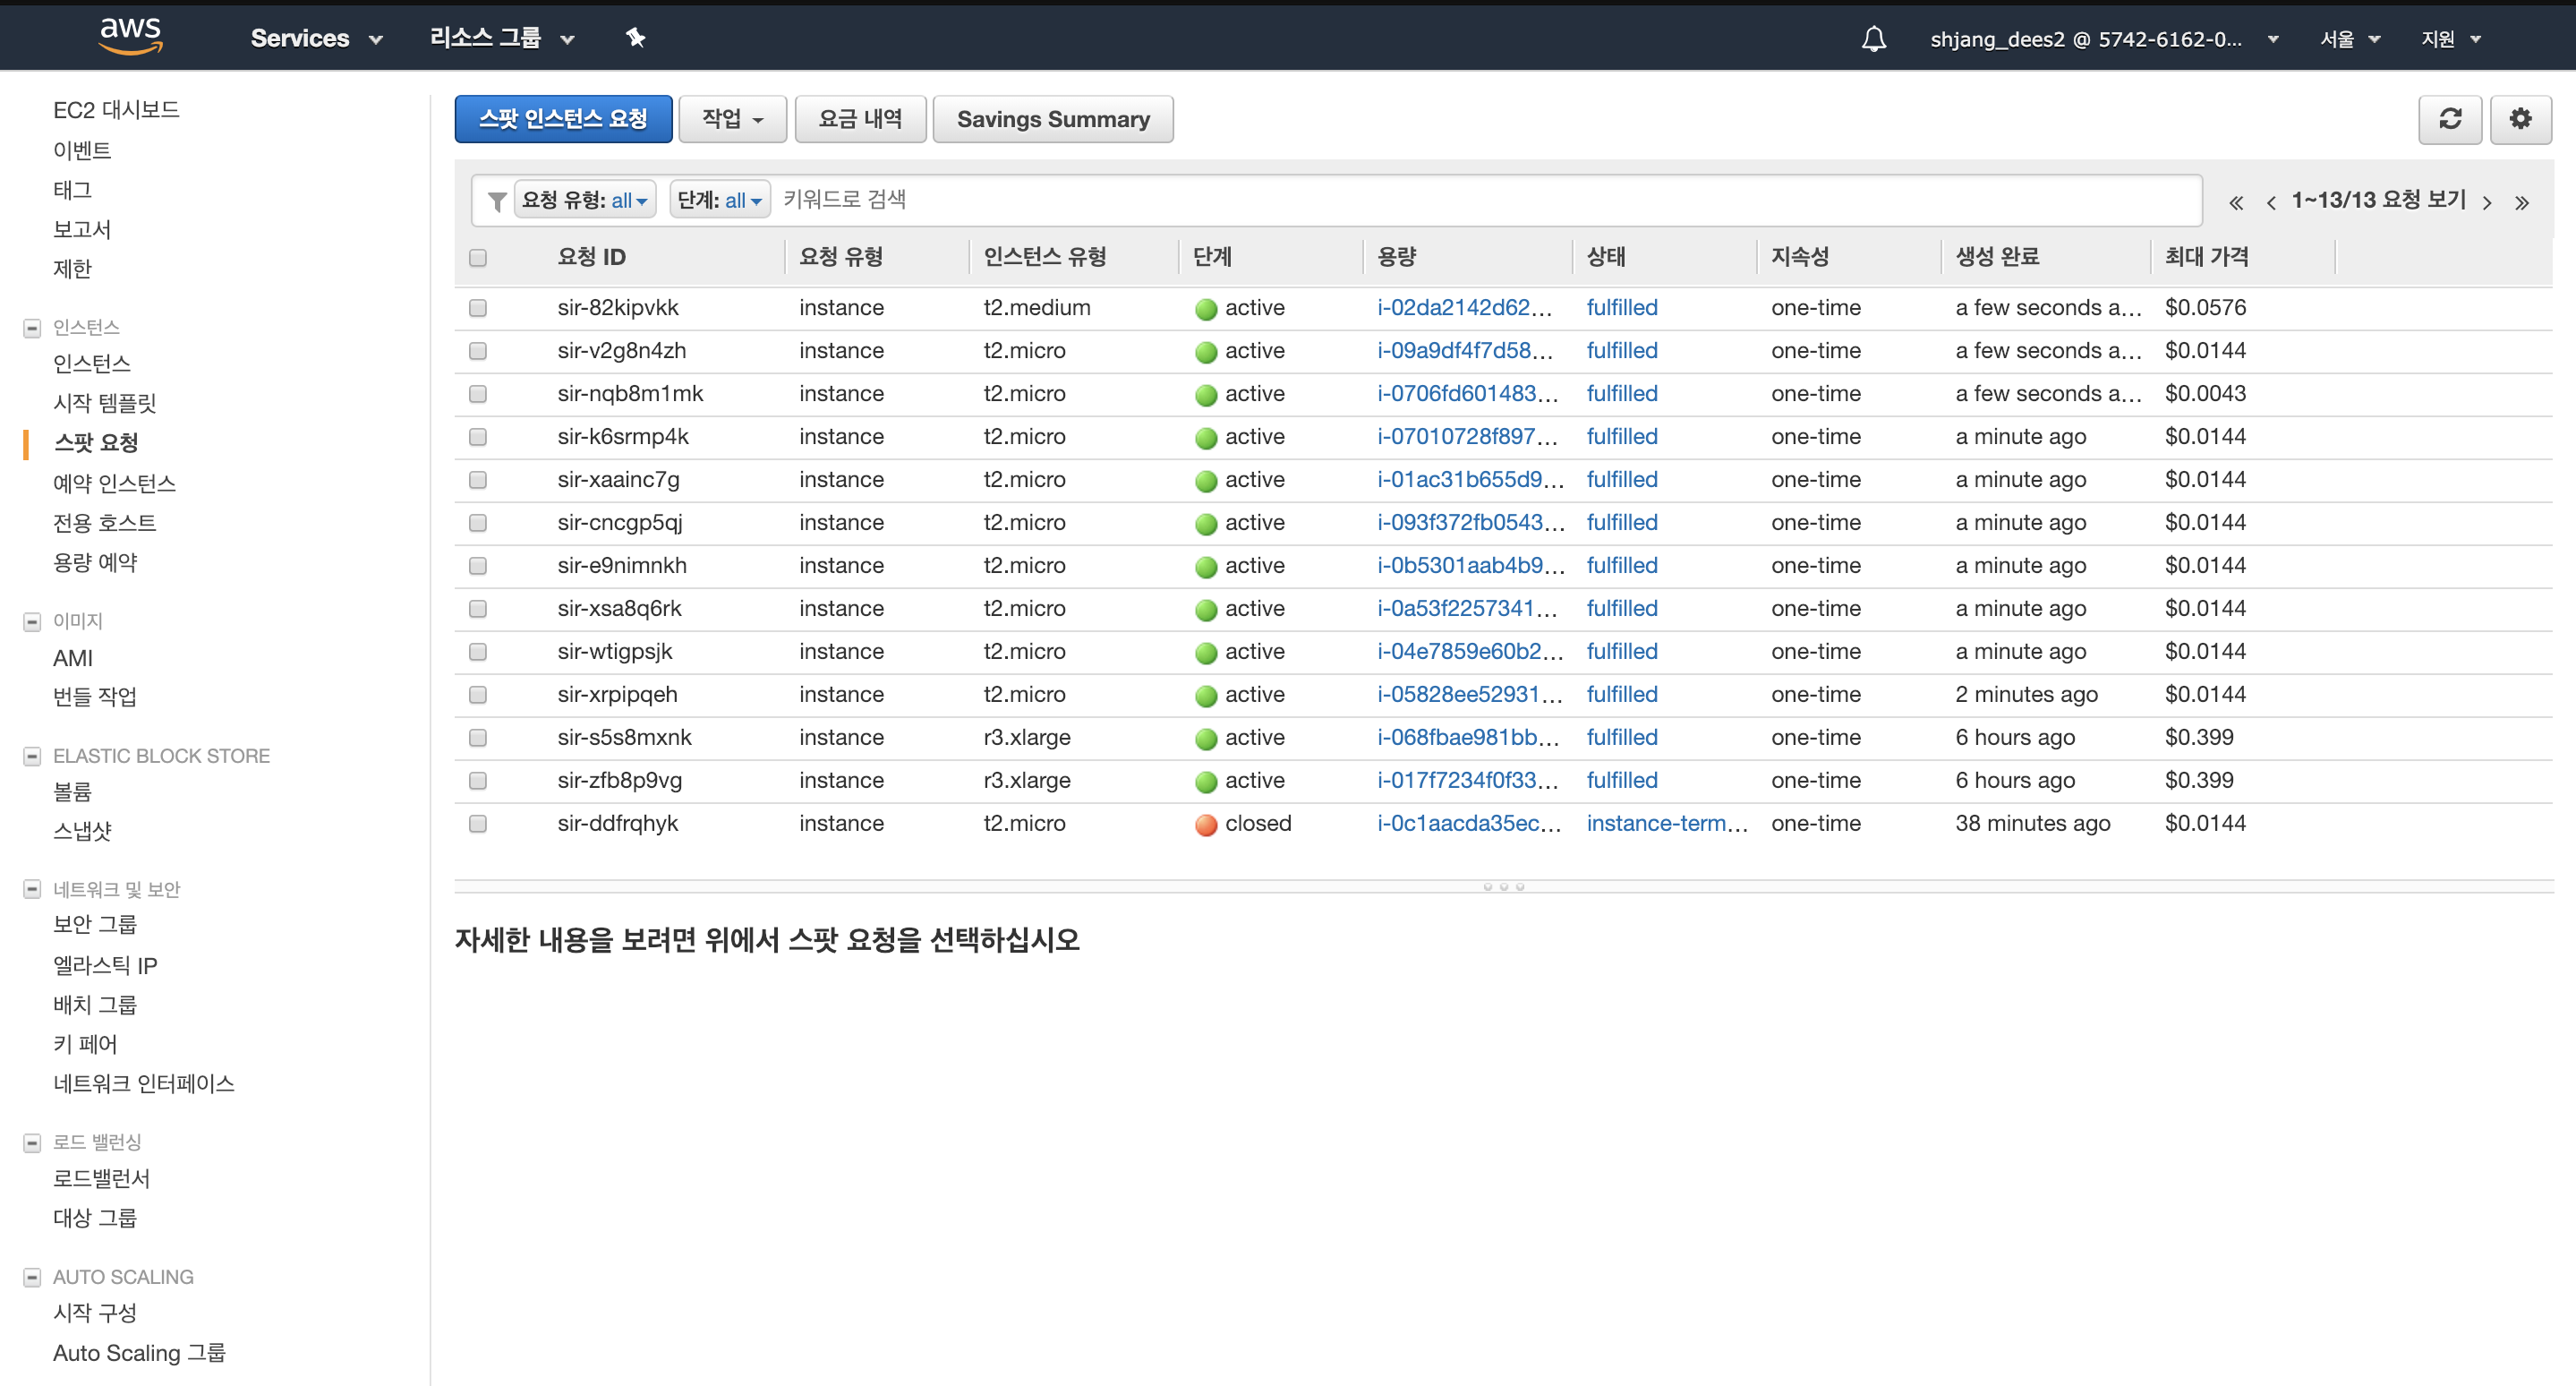 aws Services 리소스 그룹 shjang_dees2 @ 5742-6162-0... 서울 지원
EC2 대시보드
이벤트
태그
보고서
제한
인스턴스
인스턴스
시작 템플릿
스팟 요청
예약 인스턴스
전용 호스트
용량 예약
이미지
AMI
번들 작업
ELASTIC BLOCK STORE
볼륨
스냅샷
네트워크 및 보안
보안 그룹
엘라스틱 IP
배치 그룹
키 페어
네트워크 인터페이스
로드 밸런싱
로드밸런서
대상 그룹
AUTO SCALING
시작 구성
Auto Scaling 그룹
스팟 인스턴스 요청 작업 요금 내역 Savings Summary
요청 유형: all 단계: all 키워드로 검색 1~13/13 요청 보기
요청 ID 요청 유형 인스턴스 유형 단계 용량 상태 지속성 생성 완료 최대 가격
sir-82kipvkk instance t2.medium active i-02da2142d62... fulfilled one-time a few seconds a... $0.0576
sir-v2g8n4zh instance t2.micro active i-09a9df4f7d58... fulfilled one-time a few seconds a... $0.0144
sir-nqb8m1mk instance t2.micro active i-0706fd601483... fulfilled one-time a few seconds a... $0.0043
sir-k6srmp4k instance t2.micro active i-07010728f897... fulfilled one-time a minute ago $0.0144
sir-xaainc7g instance t2.micro active i-01ac31b655d9... fulfilled one-time a minute ago $0.0144
sir-cncgp5qj instance t2.micro active i-093f372fb0543... fulfilled one-time a minute ago $0.0144
sir-e9nimnkh instance t2.micro active i-0b5301aab4b9... fulfilled one-time a minute ago $0.0144
sir-xsa8q6rk instance t2.micro active i-0a53f2257341... fulfilled one-time a minute ago $0.0144
sir-wtigpsjk instance t2.micro active i-04e7859e60b2... fulfilled one-time a minute ago $0.0144
sir-xrpipqeh instance t2.micro active i-05828ee52931... fulfilled one-time 2 minutes ago $0.0144
sir-s5s8mxnk instance r3.xlarge active i-068fbae981bb... fulfilled one-time 6 hours ago $0.399
sir-zfb8p9vg instance r3.xlarge active i-017f7234f0f33... fulfilled one-time 6 hours ago $0.399
sir-ddfrqhyk instance t2.micro closed i-0c1aacda35ec... instance-term... one-time 38 minutes ago $0.0144
자세한 내용을 보려면 위에서 스팟 요청을 선택하십시오